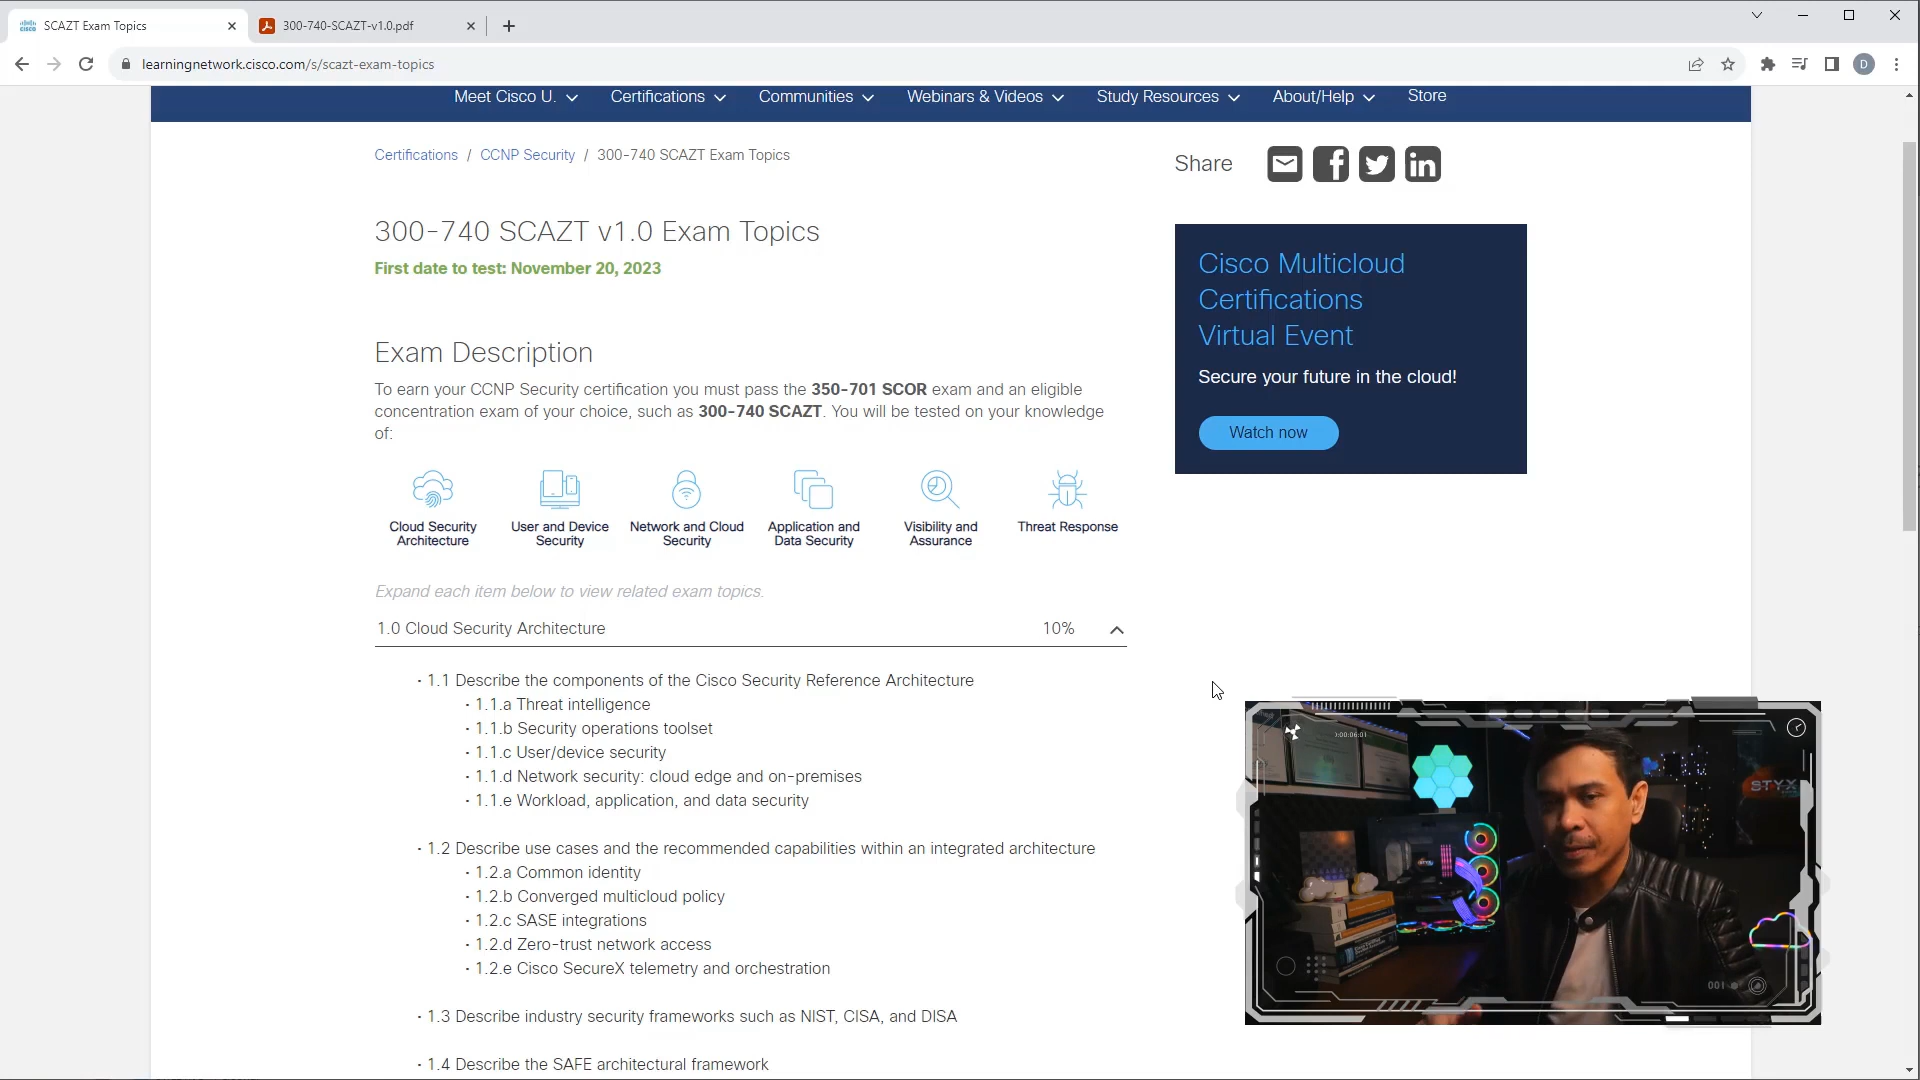 SCAZT Exam Topics
300-740-SCAZT-v1.0.pdf
learningnetwork.cisco.com/s/scazt-exam-topics
D
Meet Cisco U.
Certifications
Communities
Webinars & Videos
Study Resources
About/Help
Store
Certifications / CCNP Security / 300-740 SCAZT Exam Topics
Share
300-740 SCAZT v1.0 Exam Topics
First date to test: November 20, 2023
Cisco Multicloud
Certifications
Virtual Event
Secure your future in the cloud!
Watch now
Exam Description
To earn your CCNP Security certification you must pass the 350-701 SCOR exam and an eligible
concentration exam of your choice, such as 300-740 SCAZT. You will be tested on your knowledge
of:
Cloud Security
Architecture
User and Device
Security
Network and Cloud
Security
Application and
Data Security
Visibility and
Assurance
Threat Response
Expand each item below to view related exam topics.
1.0 Cloud Security Architecture 10%
· 1.1 Describe the components of the Cisco Security Reference Architecture
· 1.1.a Threat intelligence
· 1.1.b Security operations toolset
· 1.1.c User/device security
· 1.1.d Network security: cloud edge and on-premises
· 1.1.e Workload, application, and data security
· 1.2 Describe use cases and the recommended capabilities within an integrated architecture
· 1.2.a Common identity
· 1.2.b Converged multicloud policy
· 1.2.c SASE integrations
· 1.2.d Zero-trust network access
· 1.2.e Cisco SecureX telemetry and orchestration
· 1.3 Describe industry security frameworks such as NIST, CISA, and DISA
· 1.4 Describe the SAFE architectural framework
STYX
001